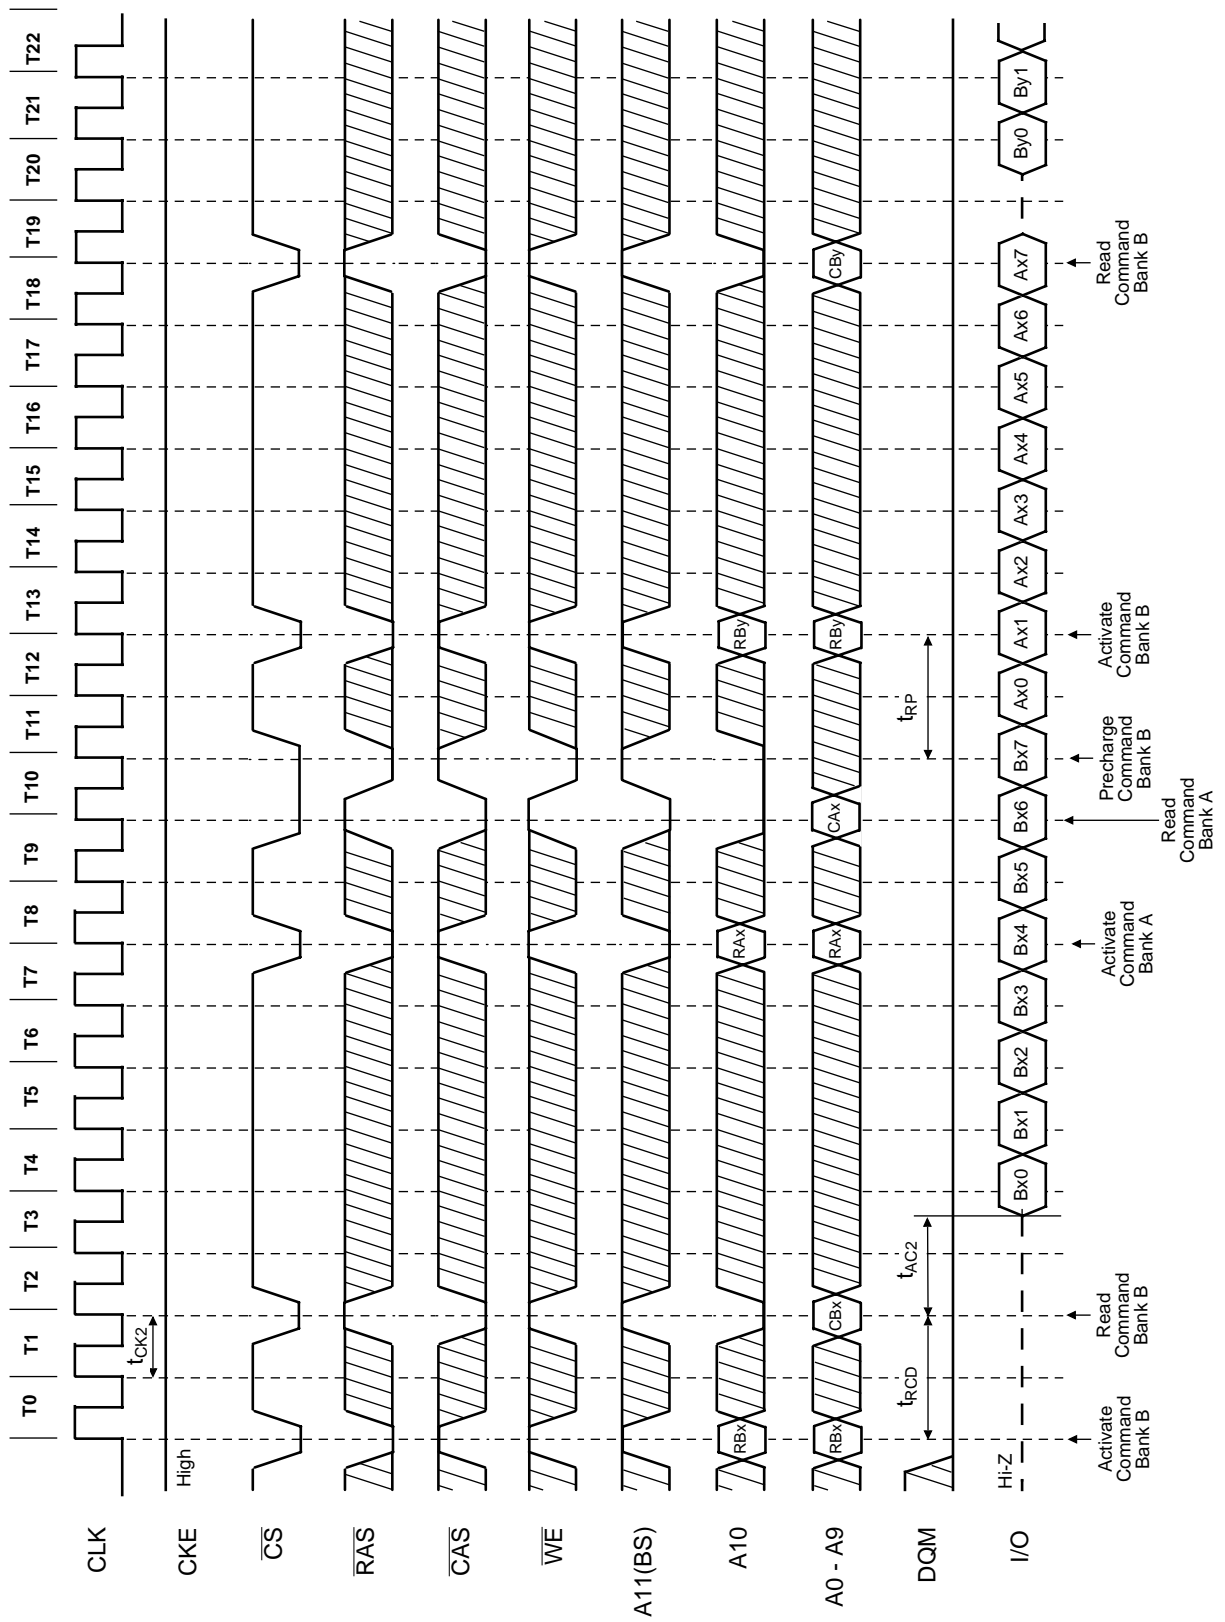 T0 T1 T2 T3 T4 T5 T6 T7 T8 T9 T10 T11 T12 T13 T14 T15 T16 T17 T18 T19 T20 T21 T22
CLK
tCK2
CKE
High
CS
RAS
CAS
WE
A11(BS)
A10
RBx RAx RBy
A0 - A9
RBx CBx RAx CAx RBy CBy
DQM
tRCD tAC2 tRP
I/O
Hi-Z
Bx0 Bx1 Bx2 Bx3 Bx4 Bx5 Bx6 Bx7 Ax0 Ax1 Ax2 Ax3 Ax4 Ax5 Ax6 Ax7 By0 By1
Activate
Command
Bank B
Read
Command
Bank B
Activate
Command
Bank A
Read
Command
Bank A
Precharge
Command
Bank B
Activate
Command
Bank B
Read
Command
Bank B